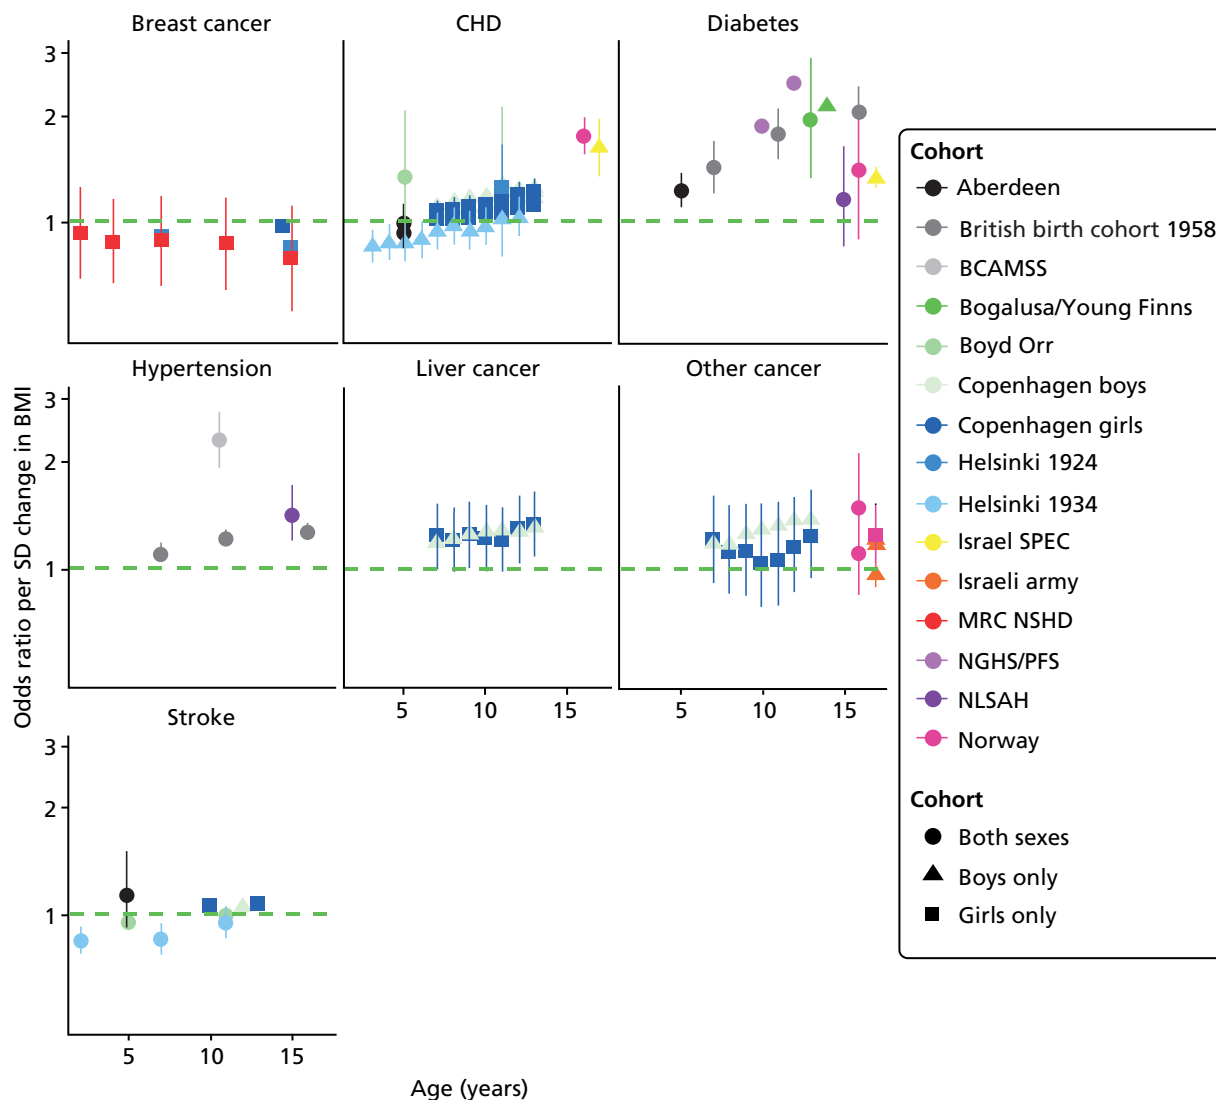 Breast cancer
CHD
Diabetes
3
2
1
Hypertension
Liver cancer
Other cancer
3
2
1
5
10
15
5
10
15
Stroke
3
2
1
5
10
15
Odds ratio per SD change in BMI
Age (years)
Cohort
Aberdeen
British birth cohort 1958
BCAMSS
Bogalusa/Young Finns
Boyd Orr
Copenhagen boys
Copenhagen girls
Helsinki 1924
Helsinki 1934
Israel SPEC
Israeli army
MRC NSHD
NGHS/PFS
NLSAH
Norway
Cohort
Both sexes
Boys only
Girls only